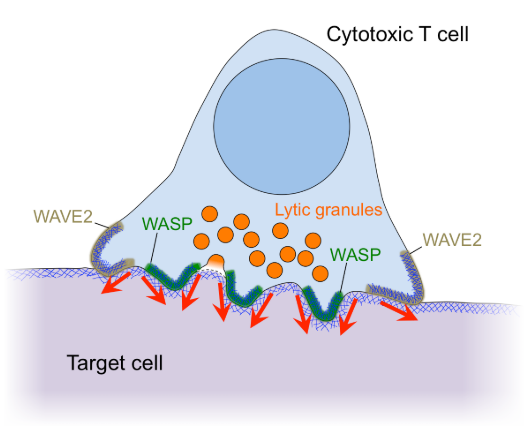 Cytotoxic T cell
Lytic granules
WAVE2
WASP
WASP
WAVE2
Target cell